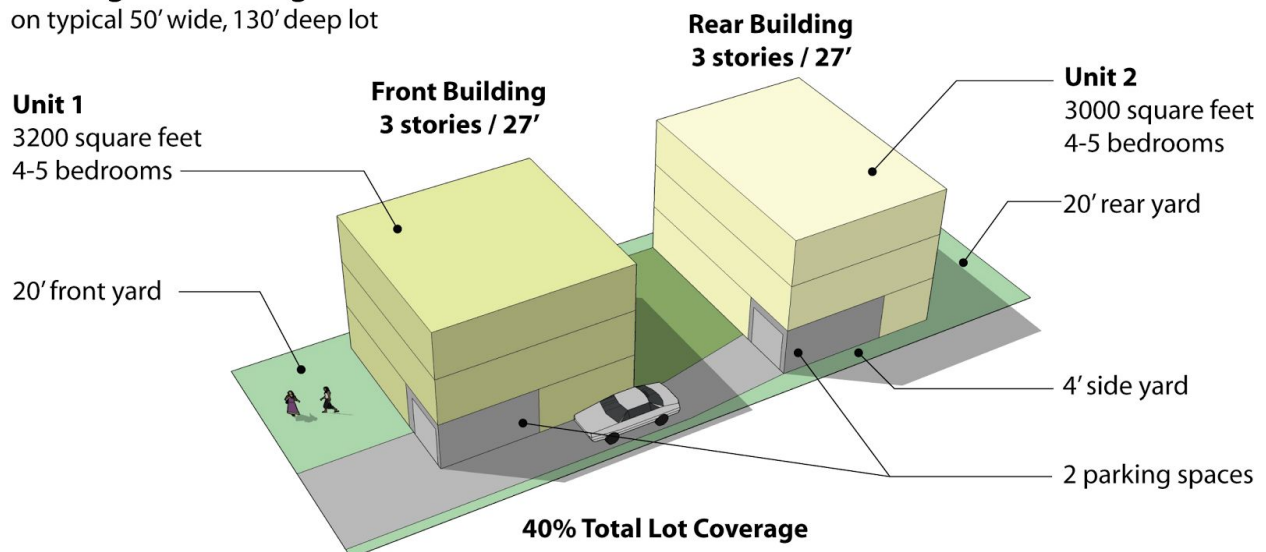 on typical 50’ wide, 130’ deep lot
Rear Building
3 stories / 27’
Front Building
3 stories / 27’
Unit 1
3200 square feet
4-5 bedrooms
Unit 2
3000 square feet
4-5 bedrooms
20’ rear yard
20’ front yard
4’ side yard
2 parking spaces
40% Total Lot Coverage